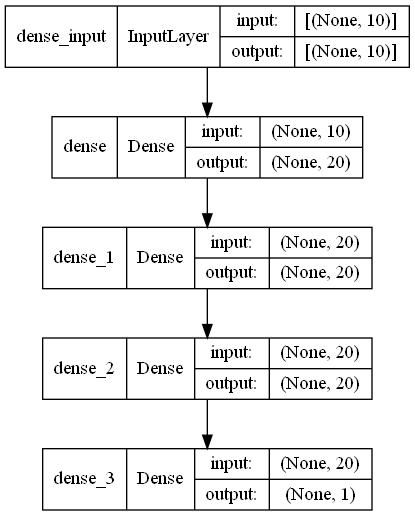 dense_input InputLayer input: [(None, 10)]
output: [(None, 10)]
dense Dense input: (None, 10)
output: (None, 20)
dense_1 Dense input: (None, 20)
output: (None, 20)
dense_2 Dense input: (None, 20)
output: (None, 20)
dense_3 Dense input: (None, 20)
output: (None, 1)